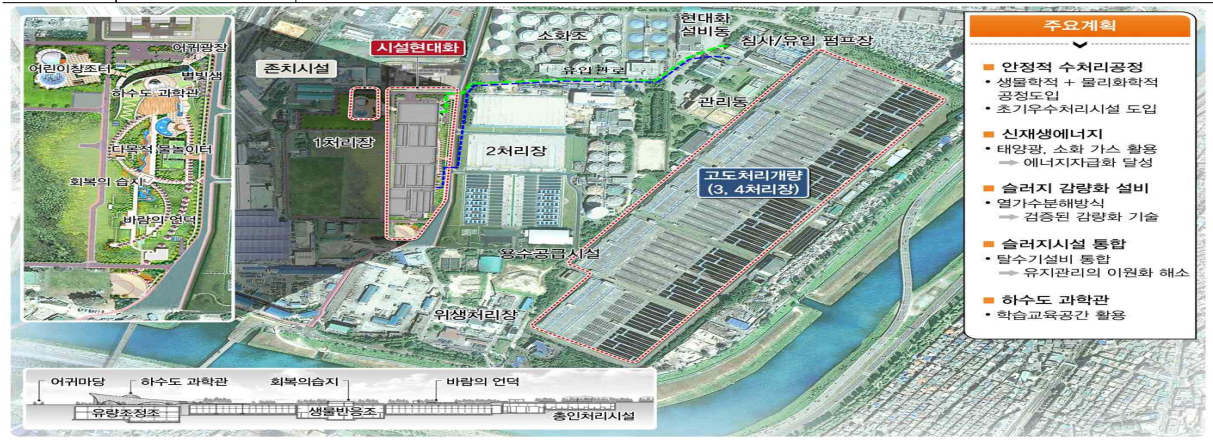 어귀광장
어린이창조터
별빛샘
하수도 과학관
다목적 물놀이터
회복의 습지
바람의 언덕
존치시설
시설현대화
1처리장
소화조
현대화
설비동
침사/유입 펌프장
유입관로
관리동
2처리장
고도처리개량
(3, 4처리장)
용수공급시설
위생처리장
주요계획
안정적 수처리공정
• 생물학적 + 물리화학적
공정도입
• 초기우수처리시설 도입
신재생에너지
• 태양광, 소화 가스 활용
⇒ 에너지자급화 달성
슬러지 감량화 설비
• 열가수분해방식
⇒ 검증된 감량화 기술
슬러지시설 통합
• 탈수기설비 통합
⇒ 유지관리의 이원화 해소
하수도 과학관
• 학습교육공간 활용
어귀마당
하수도 과학관
회복의습지
바람의 언덕
유량조정조
생물반응조
총인처리시설